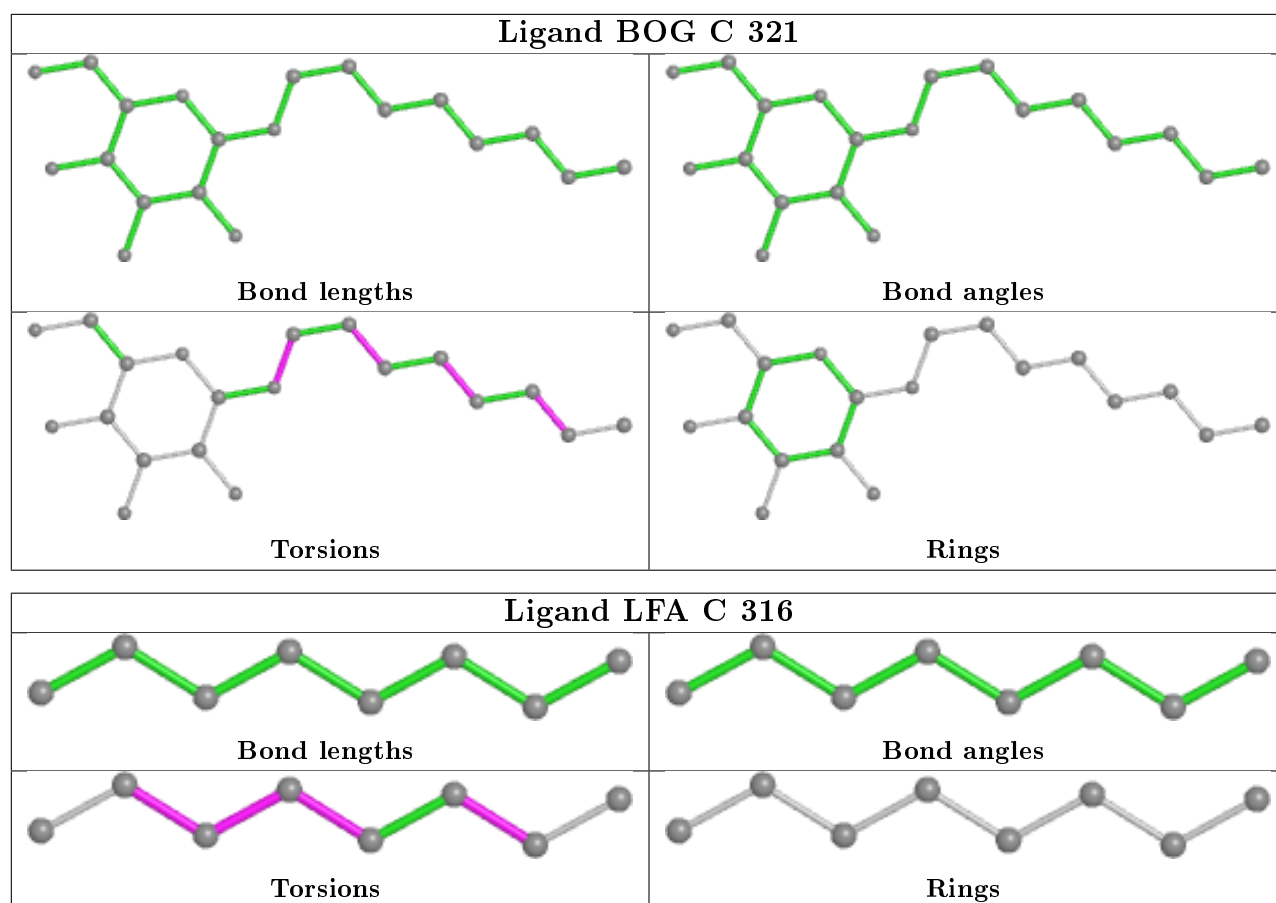 Ligand BOG C 321
Bond lengths
Bond angles
Torsions
Rings
Ligand LFA C 316
Bond lengths
Bond angles
Torsions
Rings